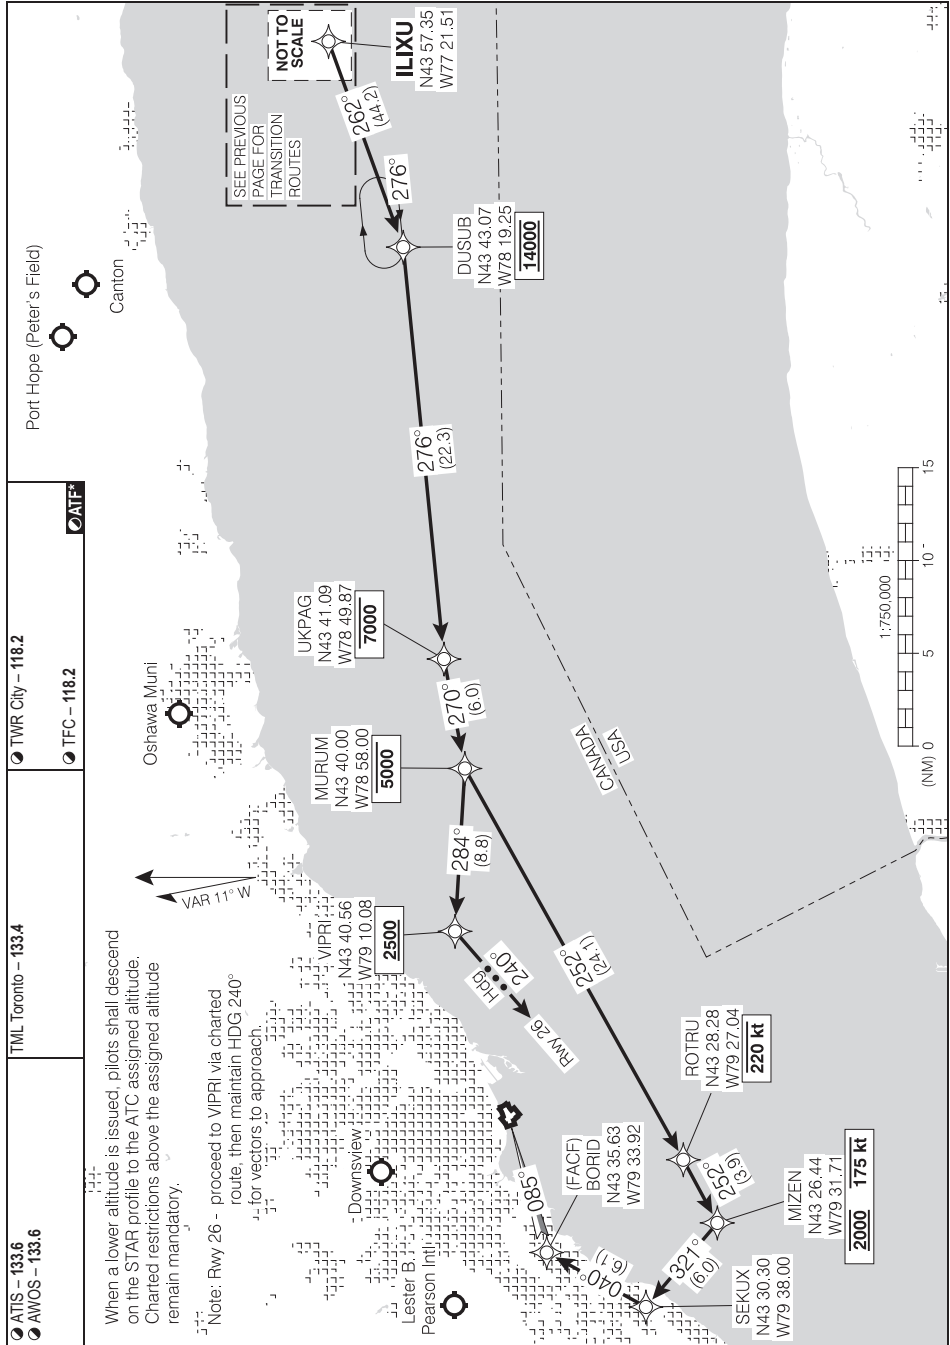 ATIS – 133.6
AWOS – 133.6
TML Toronto – 133.4
TWR City – 118.2
TFC – 118.2
ATF*
When a lower altitude is issued, pilots shall descend
on the STAR profile to the ATC assigned altitude.
Charted restrictions above the assigned altitude
remain mandatory.
Note: Rwy 26 - proceed to VIPRI via charted
route, then maintain HDG 240°
for vectors to approach.
VAR 11° W
Oshawa Muni
Port Hope (Peter's Field)
Canton
SEE PREVIOUS
PAGE FOR
TRANSITION
ROUTES
NOT TO
SCALE
ILIXU
N43 57.35
W77 21.51
262°
(44.2)
276°
DUSUB
N43 43.07
W78 19.25
14000
276°
(22.3)
UKPAG
N43 41.09
W78 49.87
7000
270°
(6.0)
MURUM
N43 40.00
W78 58.00
5000
284°
(8.8)
VIPRI
N43 40.56
W79 10.08
2500
Hdg
240°
Rwy 26
252°
(24.1)
ROTRU
N43 28.28
W79 27.04
220 kt
252°
(3.9)
MIZEN
N43 26.44
W79 31.71
2000 175 kt
321°
(6.0)
SEKUX
N43 30.30
W79 38.00
040°
(6.1)
(FACF)
BORID
N43 35.63
W79 33.92
085°
Downsview
Lester B.
Pearson Intl
CANADA
USA
1:750,000
(NM) 0 5 10 15